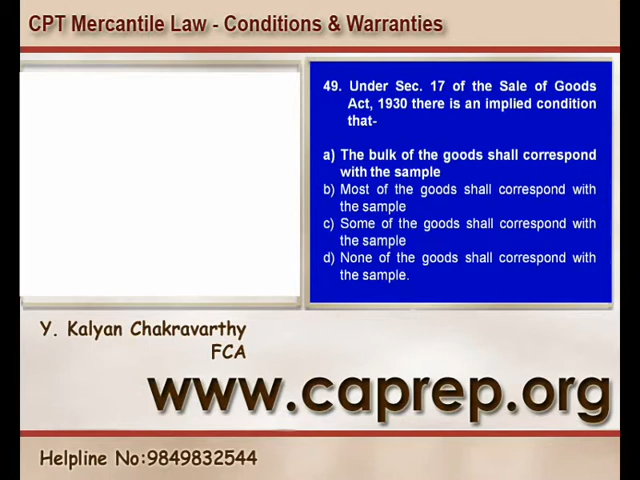 CPT Mercantile Law - Conditions & Warranties
49. Under Sec. 17 of the Sale of Goods
Act, 1930 there is an implied condition
that-
a) The bulk of the goods shall correspond
with the sample
b) Most of the goods shall correspond with
the sample
c) Some of the goods shall correspond with
the sample
d) None of the goods shall correspond with
the sample.
Y. Kalyan Chakravarthy
FCA
www.caprep.org
Helpline No:9849832544